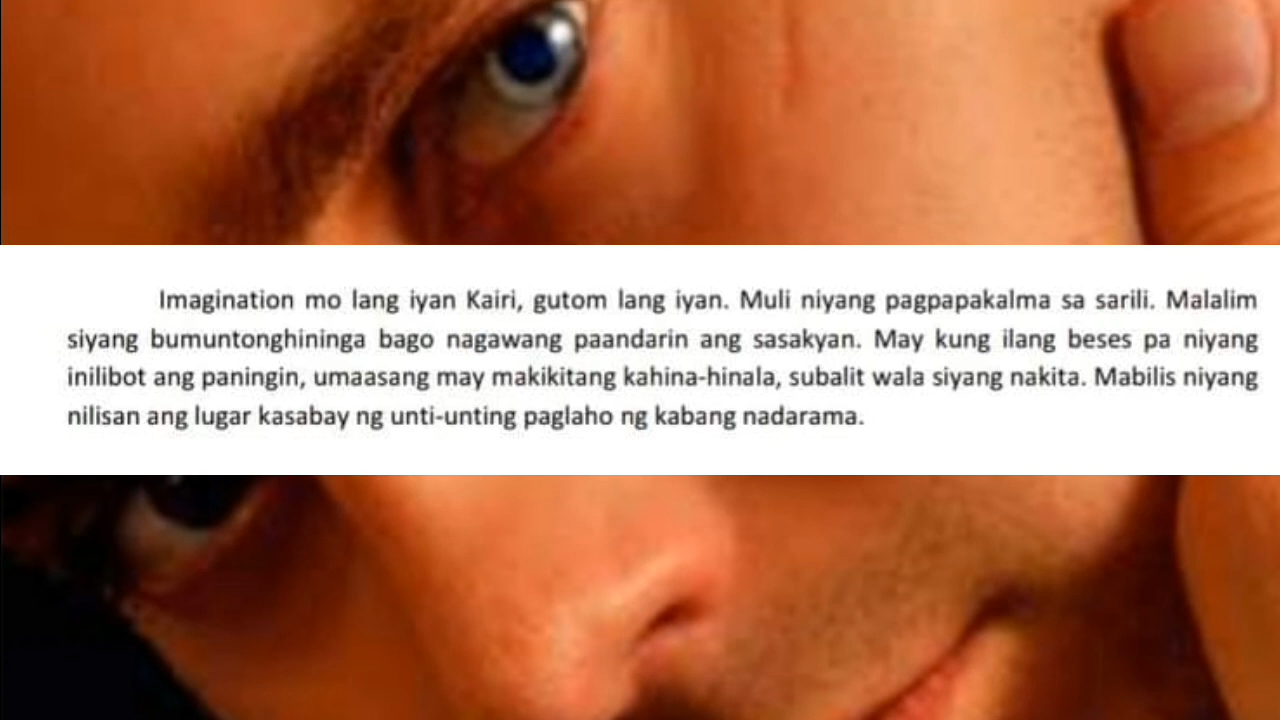 Imagination mo lang iyan Kairi, gutom lang iyan. Muli niyang pagpapakalma sa sarili. Malalim
siyang bumuntonghininga bago nagawang paandarin ang sasakyan. May kung ilang beses pa niyang
inilibot ang paningin, umaasang may makikitang kahina-hinala, subalit wala siyang nakita. Mabilis niyang
nilisan ang lugar kasabay ng unti-unting paglaho ng kabang nadarama.